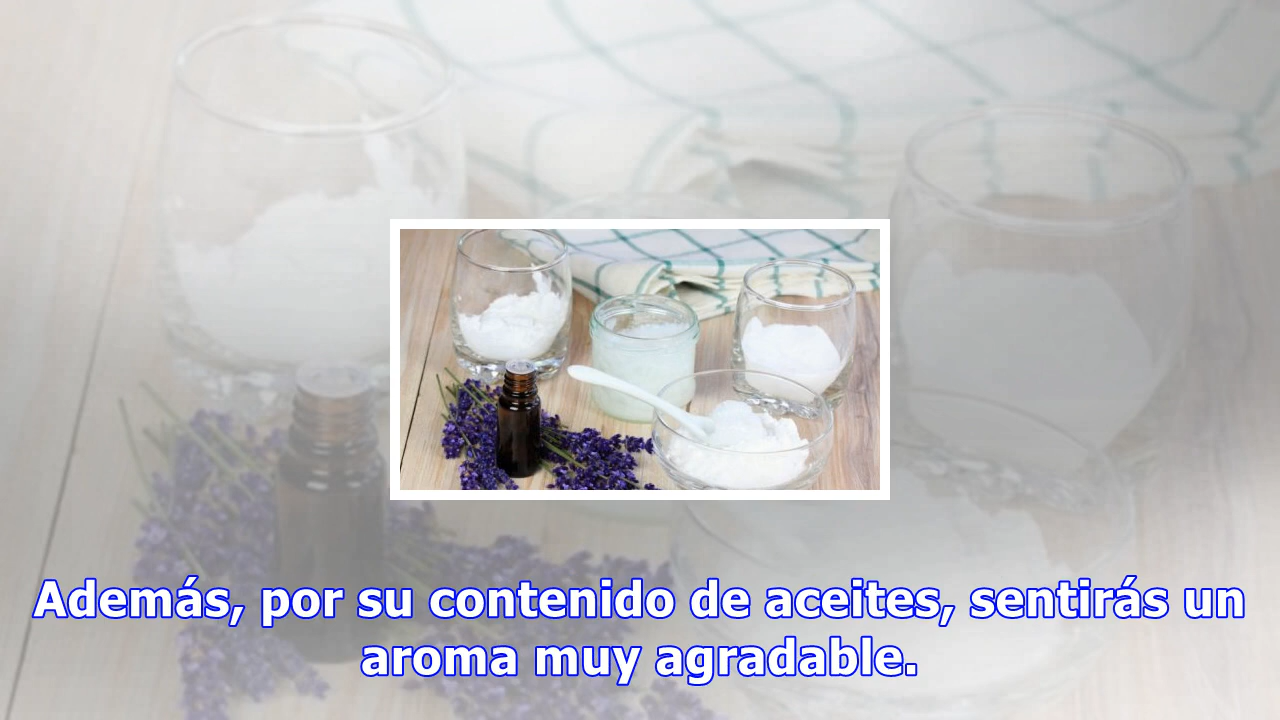 Además, por su contenido de aceites, sentirás un
aroma muy agradable.